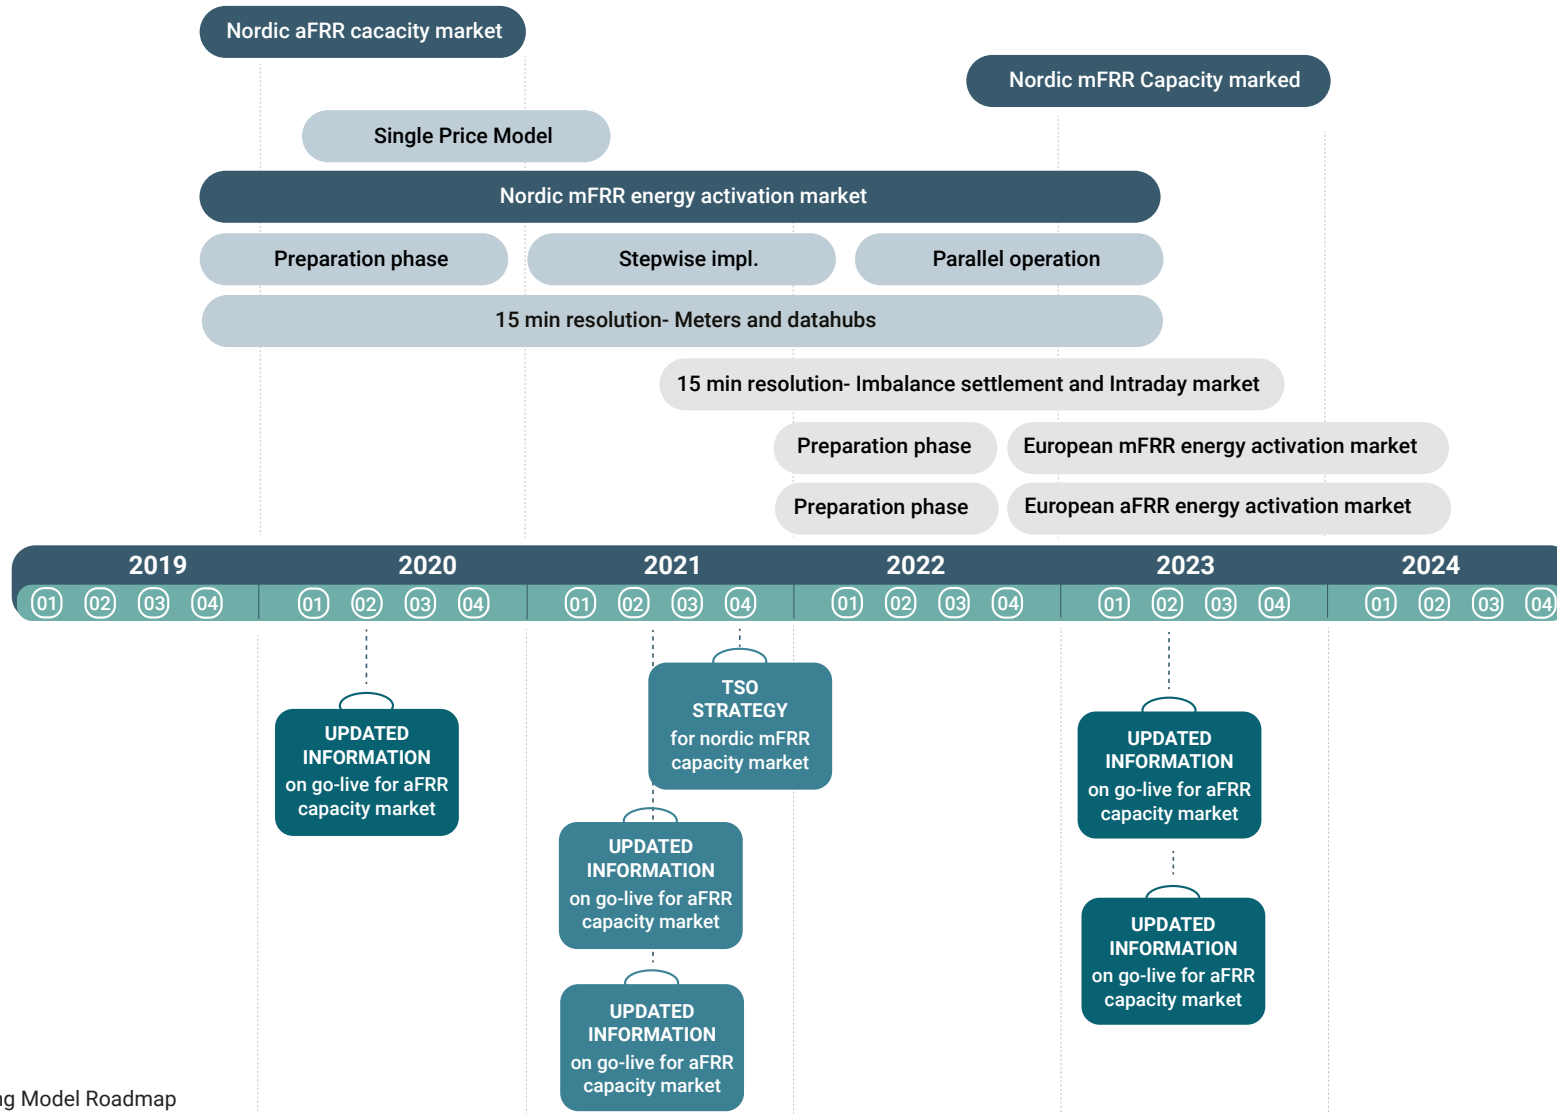 Nordic aFRR cacacity market
Nordic mFRR Capacity marked
Single Price Model
Nordic mFRR energy activation market
Preparation phase
Stepwise impl.
Parallel operation
15 min resolution- Meters and datahubs
15 min resolution- Imbalance settlement and Intraday market
Preparation phase
European mFRR energy activation market
Preparation phase
European aFRR energy activation market
2019
2020
2021
2022
2023
2024
01 02 03 04
01 02 03 04
01 02 03 04
01 02 03 04
01 02 03 04
01 02 03 04
UPDATED
INFORMATION
on go-live for aFRR
capacity market
TSO
STRATEGY
for nordic mFRR
capacity market
UPDATED
INFORMATION
on go-live for aFRR
capacity market
UPDATED
INFORMATION
on go-live for aFRR
capacity market
UPDATED
INFORMATION
on go-live for aFRR
capacity market
UPDATED
INFORMATION
on go-live for aFRR
capacity market
Model Roadmap